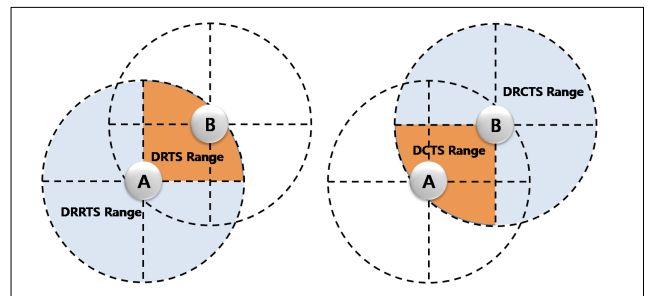 B
DRTS Range
A
DRRTS Range
DRCTS Range
B
DCTS Range
A